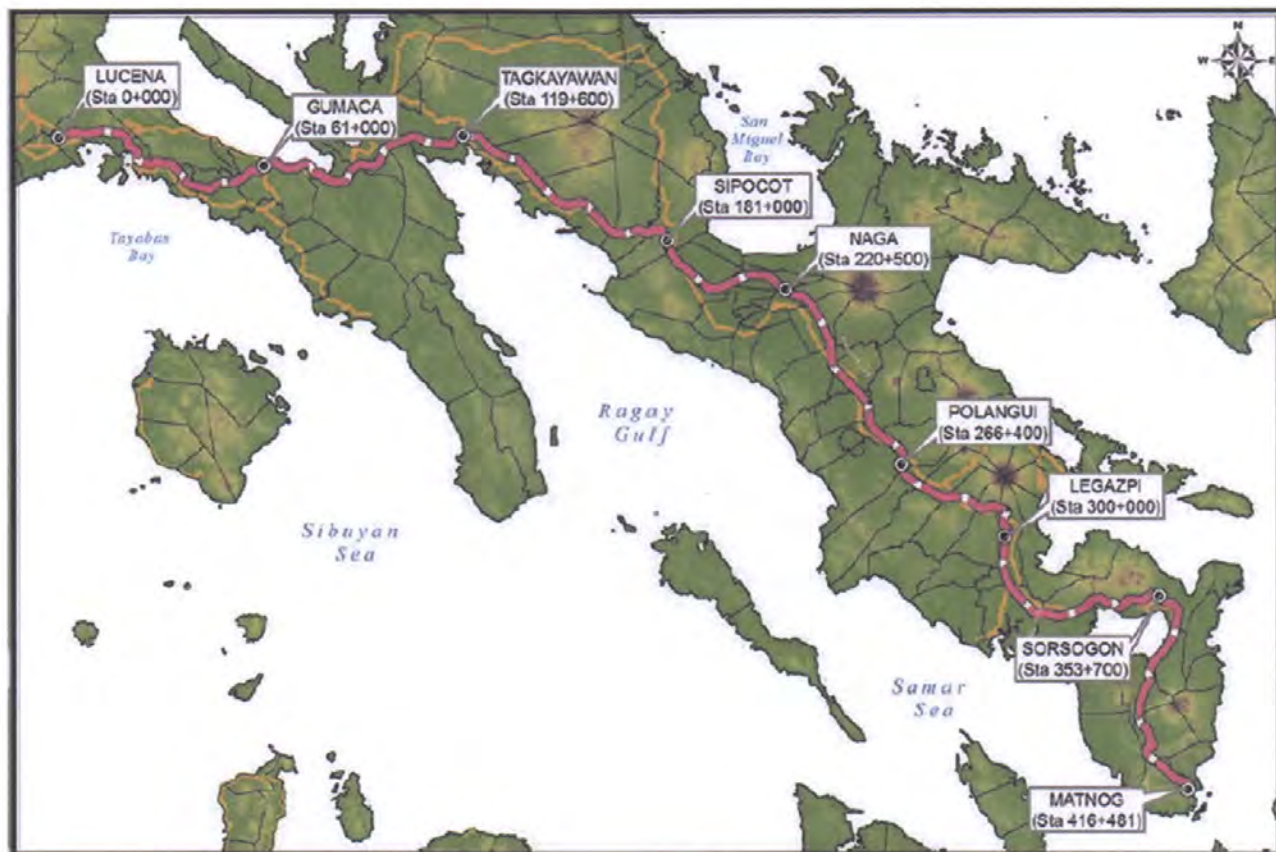 N
W E
S
LUCENA
(Sta 0+000)
GUMACA
(Sta 61+000)
TAGKAYAWAN
(Sta 119+600)
San
Miguel
Bay
SIPOCOT
(Sta 181+000)
NAGA
(Sta 220+500)
Tayabas
Bay
Ragay
Gulf
POLANGUI
(Sta 266+400)
LEGAZPI
(Sta 300+000)
Sibuyan
Sea
SORSOGON
(Sta 353+700)
Samar
Sea
MATNOG
(Sta 416+481)